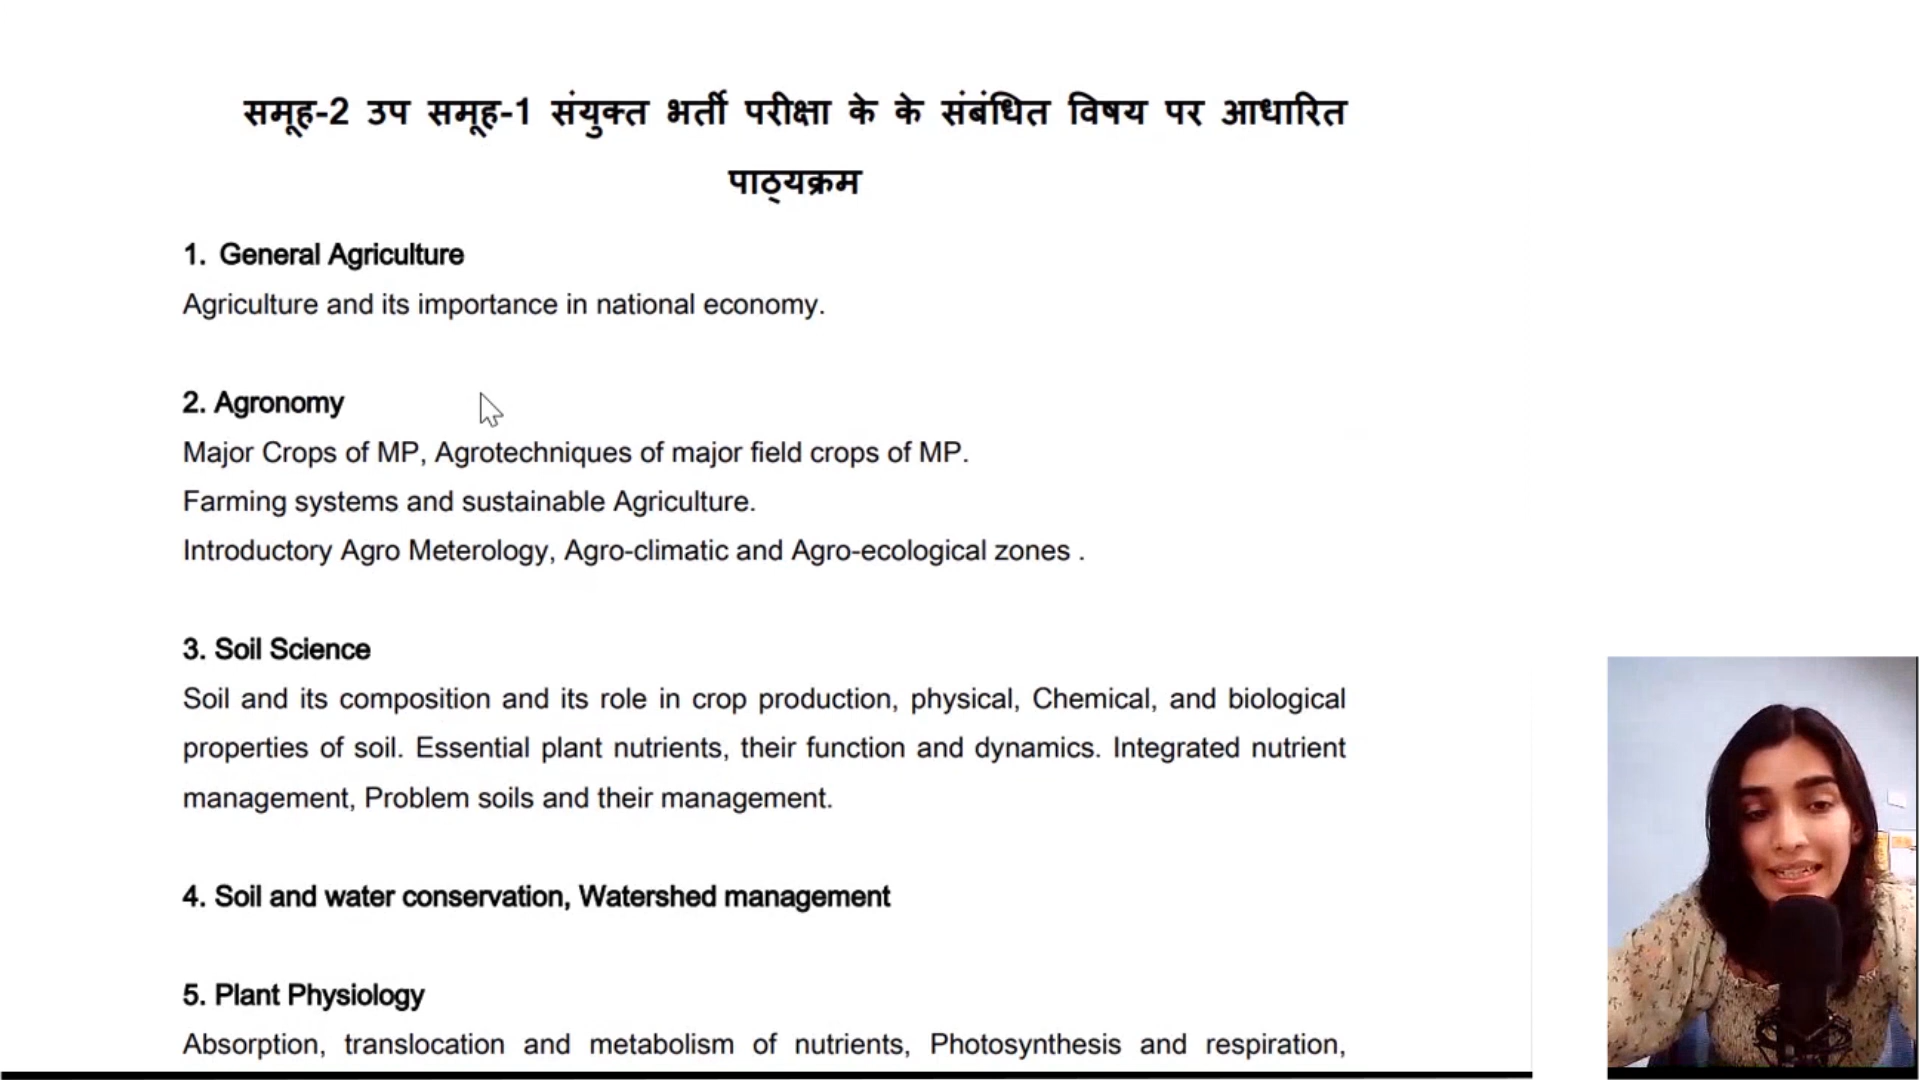 समूह-2 उप समूह-1 संयुक्त भर्ती परीक्षा के के संबंधित विषय पर आधारित
पाठ्यक्रम
1. General Agriculture
Agriculture and its importance in national economy.
2. Agronomy
Major Crops of MP, Agrotechniques of major field crops of MP.
Farming systems and sustainable Agriculture.
Introductory Agro Meterology, Agro-climatic and Agro-ecological zones .
3. Soil Science
Soil and its composition and its role in crop production, physical, Chemical, and biological
properties of soil. Essential plant nutrients, their function and dynamics. Integrated nutrient
management, Problem soils and their management.
4. Soil and water conservation, Watershed management
5. Plant Physiology
Absorption, translocation and metabolism of nutrients, Photosynthesis and respiration,